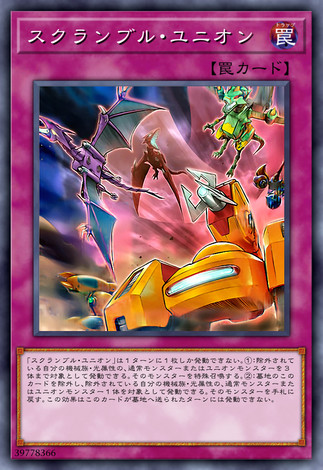 スクランブル・ユニオン
罠
トラップ
【罠カード】
「スクランブル・ユニオン」は1ターンに1枚しか発動できない。①:除外されて
いる自分の機械族・光属性の、通常モンスターまたはユニオンモンスターを3
体まで対象として発動できる。そのモンスターを特殊召喚する。②:墓地のこの
カードを除外し、除外されている自分の機械族・光属性の、通常モンスターまた
はユニオンモンスター1体を対象として発動できる。そのモンスターを手札に
戻す。この効果はこのカードが墓地へ送られたターンには発動できない。
39778366